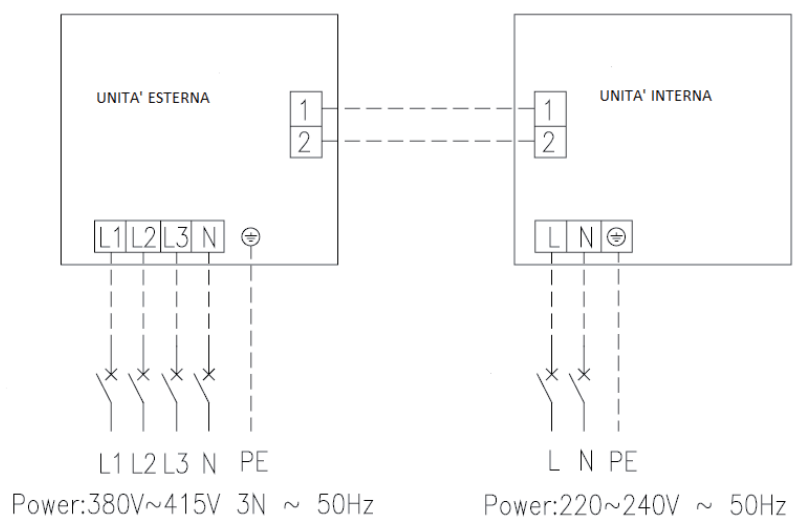 UNITA' ESTERNA
UNITA' INTERNA
1
1
2
2
L1 L2 L3 N
L N
L1 L2 L3 N PE
L N PE
Power:380V~415V 3N ~ 50Hz
Power:220~240V ~ 50Hz